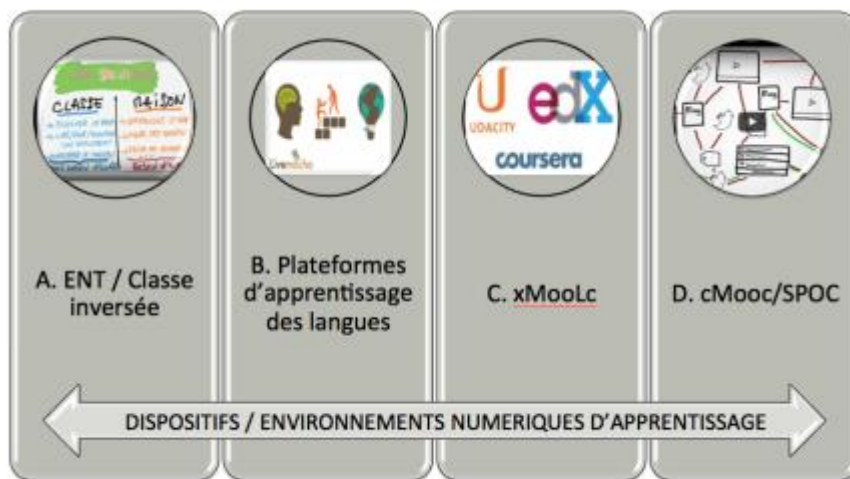 CLASSE
MAISON
UDACITY
edX
coursera
A. ENT / Classe
inversée
B. Plateformes
d'apprentissage
des langues
C. xMooLc
D. cMooc/SPOC
DISPOSITIFS / ENVIRONNEMENTS NUMERIQUES D'APPRENTISSAGE